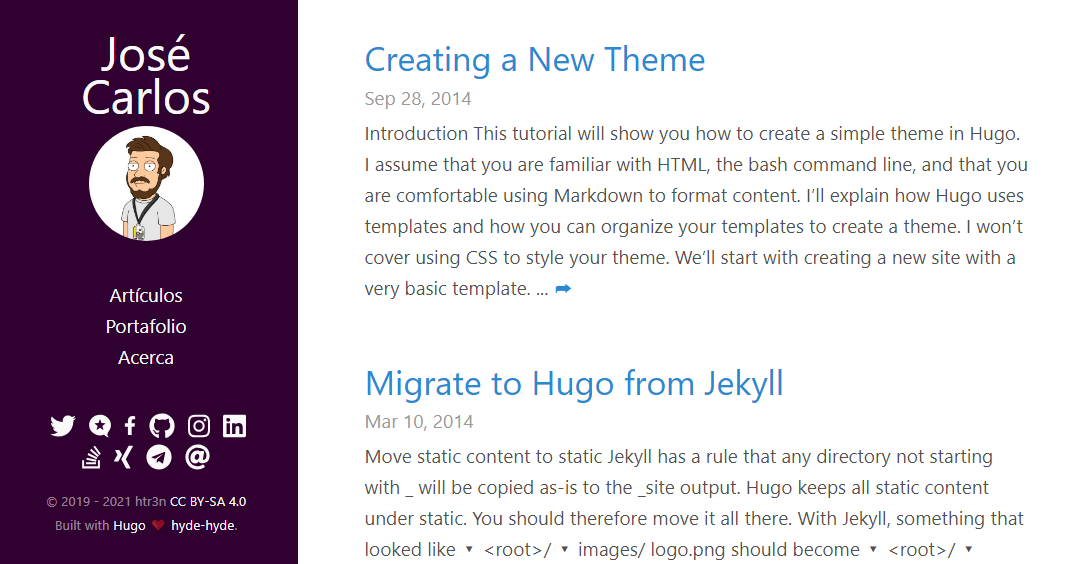 José
Carlos
Artículos
Portafolio
Acerca
© 2019 - 2021 htr3n CC BY-SA 4.0
Built with Hugo ❤ hyde-hyde.
Creating a New Theme
Sep 28, 2014
Introduction This tutorial will show you how to create a simple theme in Hugo.
I assume that you are familiar with HTML, the bash command line, and that you
are comfortable using Markdown to format content. I’ll explain how Hugo uses
templates and how you can organize your templates to create a theme. I won’t
cover using CSS to style your theme. We’ll start with creating a new site with a
very basic template. ... ➦
Migrate to Hugo from Jekyll
Mar 10, 2014
Move static content to static Jekyll has a rule that any directory not starting
with _ will be copied as-is to the _site output. Hugo keeps all static content
under static. You should therefore move it all there. With Jekyll, something that
looked like ▾ <root>/ ▾ images/ logo.png should become ▾ <root>/ ▾